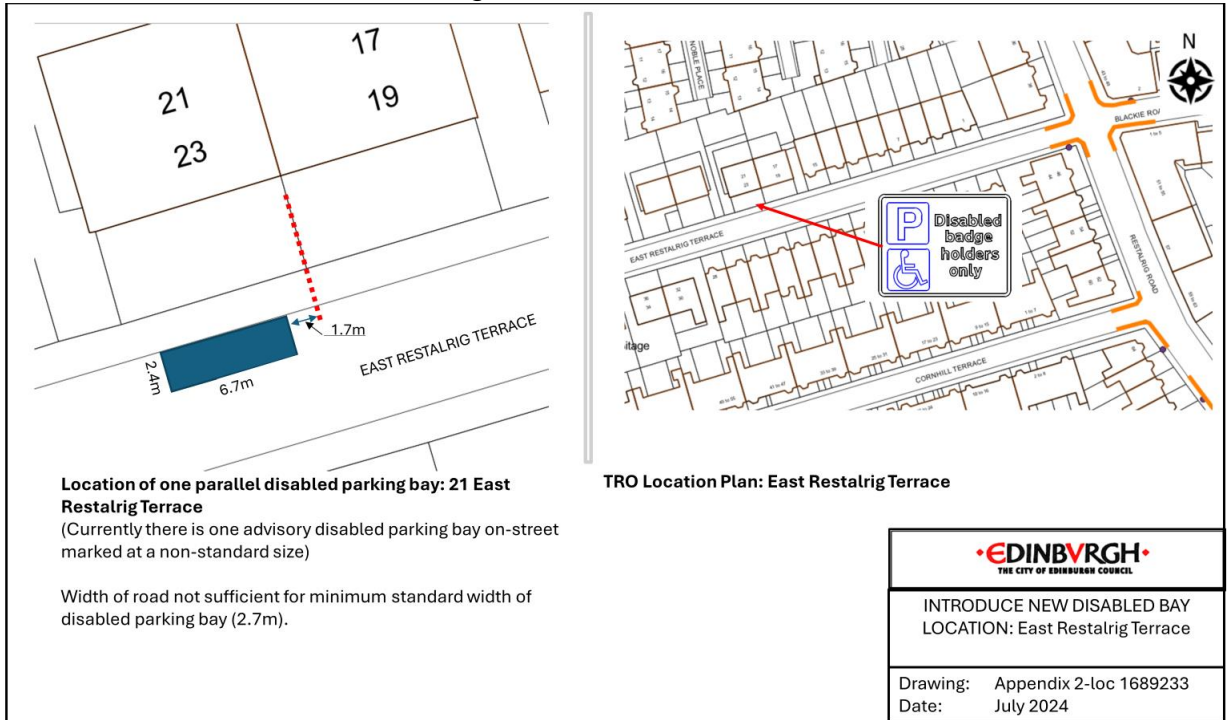 17
19
21
23
1.7m
2.4m
6.7m
EAST RESTALRIG TERRACE
N
NOBLE PLACE
BLACKIE RO
EAST RESTALRIG TERRACE
P Disabled
badge
holders
only
RESTALRIG ROAD
itage
CORNHILL TERRACE
Location of one parallel disabled parking bay: 21 East
Restalrig Terrace
(Currently there is one advisory disabled parking bay on-street
marked at a non-standard size)
Width of road not sufficient for minimum standard width of
disabled parking bay (2.7m).
TRO Location Plan: East Restalrig Terrace
•EDINBVRGH•
THE CITY OF EDINBURGH COUNCIL
INTRODUCE NEW DISABLED BAY
LOCATION: East Restalrig Terrace
Drawing: Appendix 2-loc 1689233
Date: July 2024